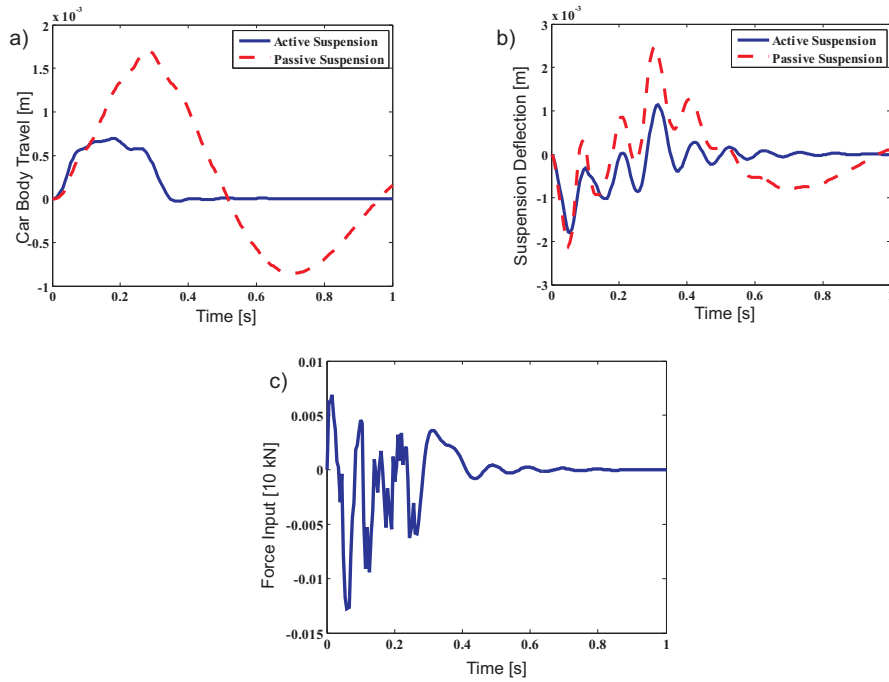 a)
x 10⁻³
2
1.5
1
0.5
0
-0.5
-1
0 0.2 0.4 0.6 0.8 1
Car Body Travel [m]
Time [s]
Active Suspension
Passive Suspension
b)
x 10⁻³
3
2
1
0
-1
-2
-3
0 0.2 0.4 0.6 0.8 1
Suspension Deflection [m]
Time [s]
Active Suspension
Passive Suspension
c)
0.01
0.005
0
-0.005
-0.01
-0.015
0 0.2 0.4 0.6 0.8 1
Force Input [10 kN]
Time [s]